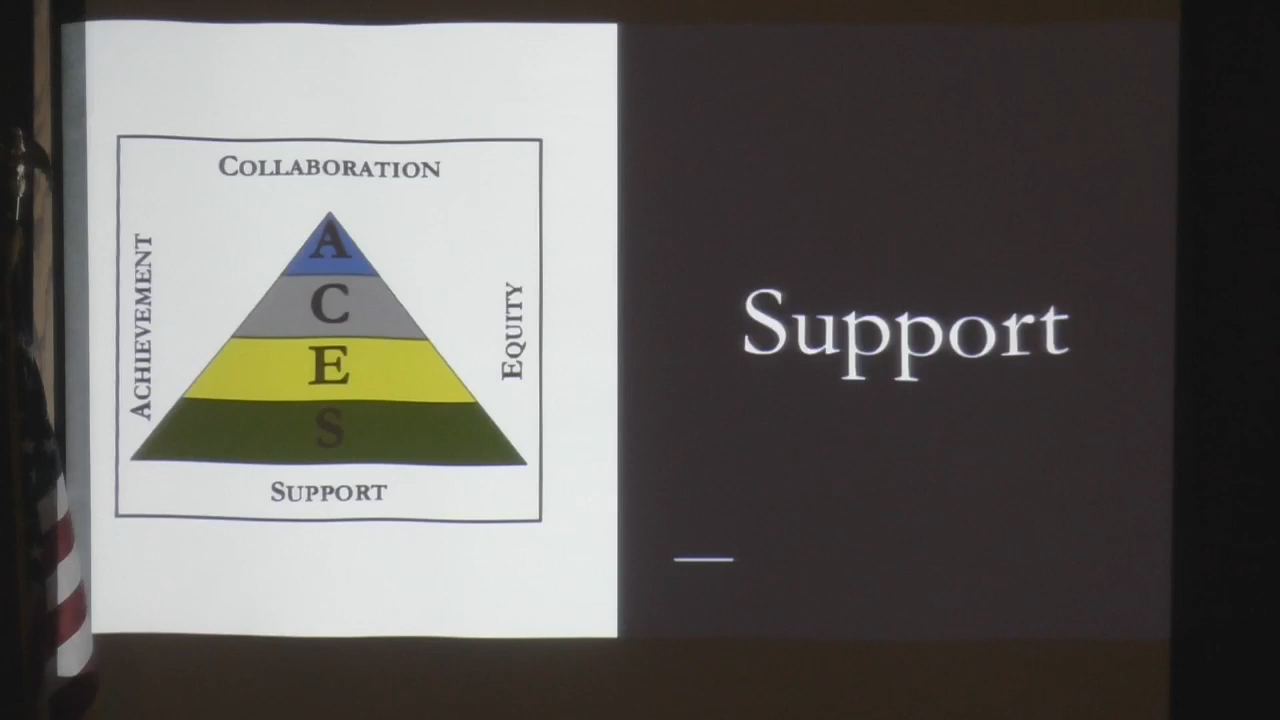 COLLABORATION
ACHIEVEMENT
A
C
E
S
EQUITY
SUPPORT
Support